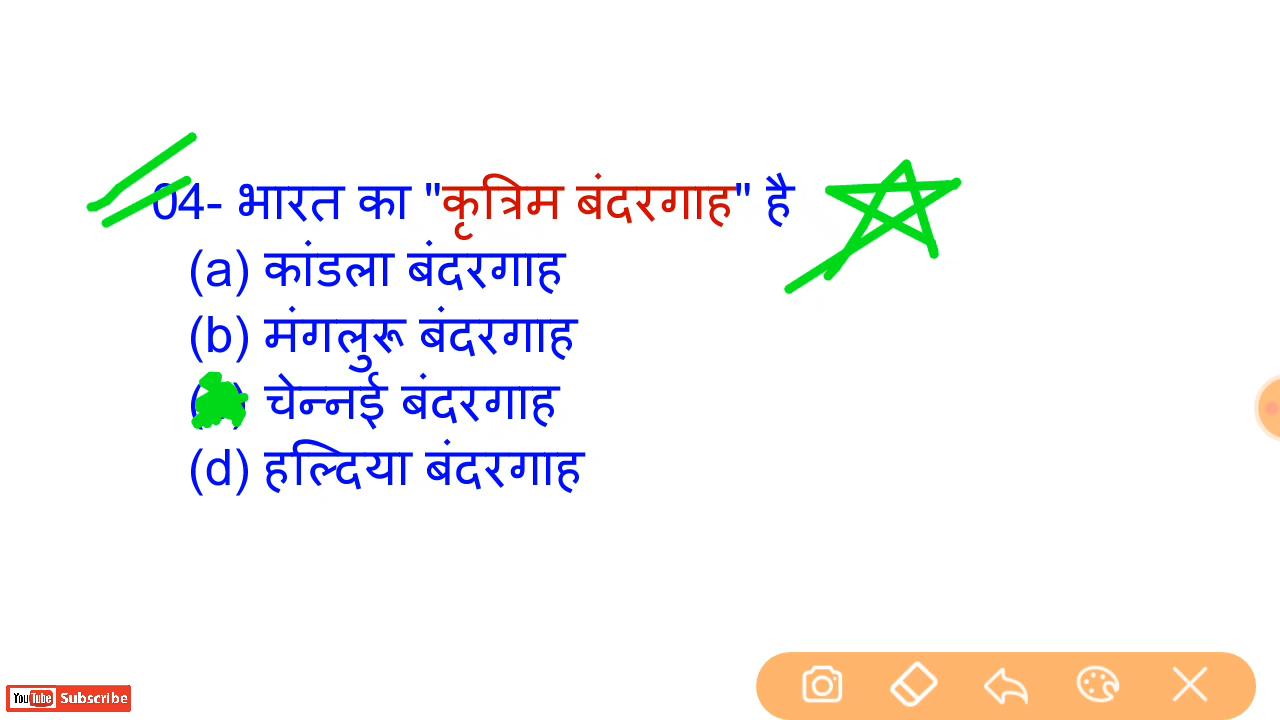 04- भारत का "कृत्रिम बंदरगाह" है
(a) कांडला बंदरगाह
(b) मंगलुरू बंदरगाह
चेन्नई बंदरगाह
(d) हल्दिया बंदरगाह
YouTube Subscribe